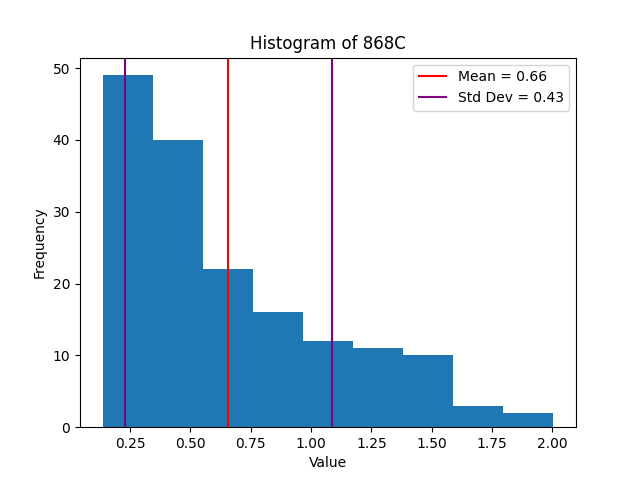 Histogram of 868C
Mean = 0.66
Std Dev = 0.43
50
40
30
20
10
0
Frequency
0.25 0.50 0.75 1.00 1.25 1.50 1.75 2.00
Value